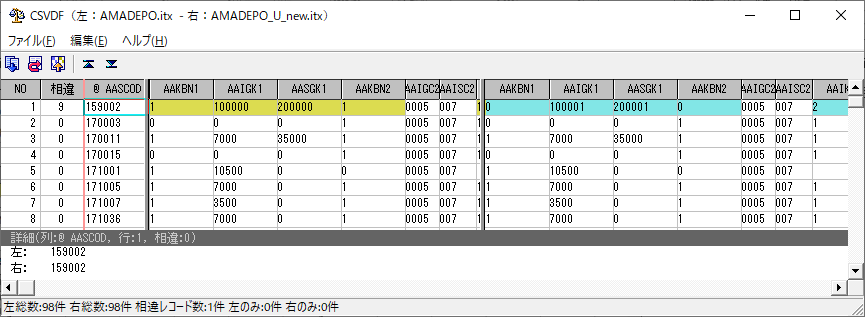 CSVDF（左：AMADEPO.itx  - 右：AMADEPO_U_new.itx）
ファイル(F) 編集(E) ヘルプ(H)
NO 相違 @ AASCOD AAKBN1 AAIGK1 AASGK1 AAKBN2 AAIGC2 AAISC2 AAKBN1 AAIGK1 AASGK1 AAKBN2 AAIGC2 AAISC2 AAIK
1 9 159002 1 100000 200000 1 0005 007 1 0 100001 200001 0 0005 007 2
2 0 170003 0 0 0 1 0005 007 1 0 0 0 1 0005 007 1
3 0 170011 1 7000 35000 1 0005 007 1 1 7000 35000 1 0005 007 1
4 0 170015 0 0 0 1 0005 007 1 0 0 0 1 0005 007 1
5 0 171001 1 10500 0 0 0005 007 1 10500 0 0 0005 007
6 0 171005 1 7000 0 1 0005 007 1 1 7000 0 1 0005 007 1
7 0 171007 1 3500 0 1 0005 007 1 1 3500 0 1 0005 007 1
8 0 171036 1 7000 0 1 0005 007 1 1 7000 0 1 0005 007 1
詳細(列:@ AASCOD, 行:1, 相違:0)
左: 159002
右: 159002
左総数:98件 右総数:98件 相違レコード数:1件 左のみ:0件 右のみ:0件